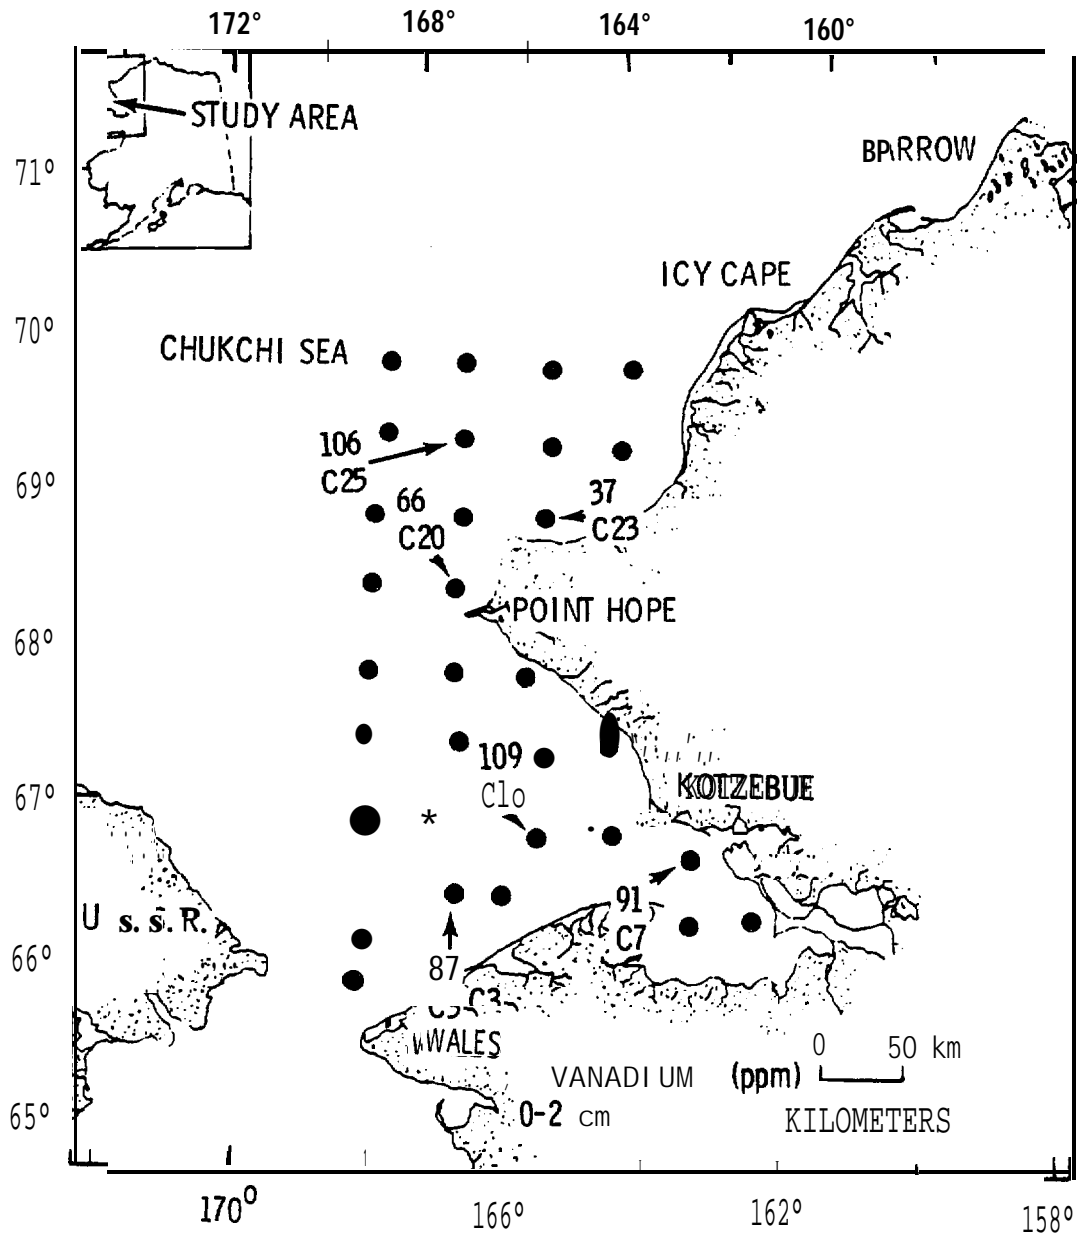 172° 168° 164° 160°
STUDY AREA
BARROW
71°
ICY CAPE
70°
CHUKCHI SEA
106
C25
69°
66
C20
37
C23
POINT HOPE
68°
109
Clo
KOTZEBUE
67°
*
91
C7
U s. s. R.
66°
87
C3
WALES
0 50 km
VANADIUM (ppm)
0-2 cm
KILOMETERS
65°
170° 166° 162° 158°